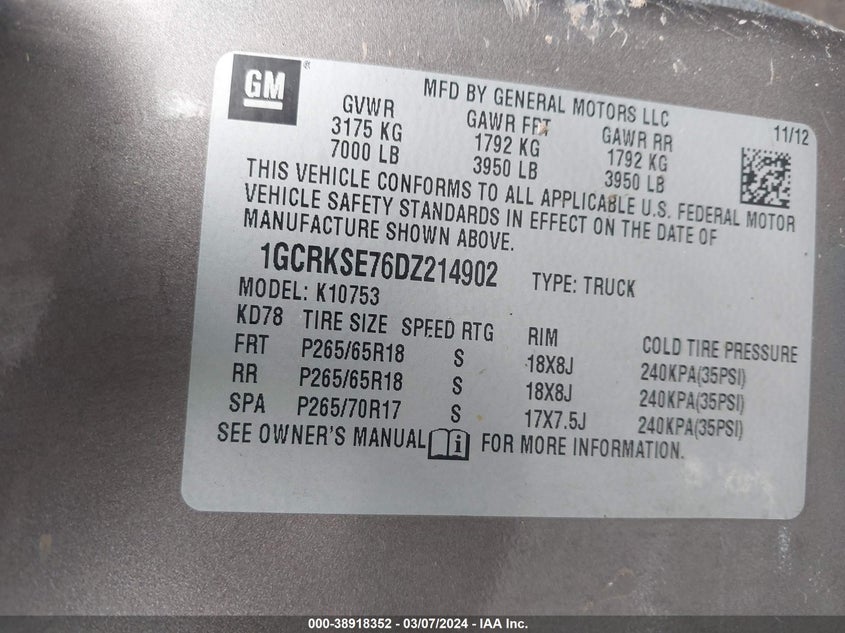 GM
MFD BY GENERAL MOTORS LLC
11/12
GVWR GAWR FRT GAWR RR
3175 KG 1792 KG 1792 KG
7000 LB 3950 LB 3950 LB
THIS VEHICLE CONFORMS TO ALL APPLICABLE U.S. FEDERAL MOTOR
VEHICLE SAFETY STANDARDS IN EFFECT ON THE DATE OF
MANUFACTURE SHOWN ABOVE.
1GCRKSE76DZ214902 TYPE: TRUCK
MODEL: K10753
KD78 TIRE SIZE SPEED RTG RIM COLD TIRE PRESSURE
FRT P265/65R18 S 18X8J 240KPA(35PSI)
RR P265/65R18 S 18X8J 240KPA(35PSI)
SPA P265/70R17 S 17X7.5J 240KPA(35PSI)
SEE OWNER'S MANUAL i FOR MORE INFORMATION.
000-38918352 - 03/07/2024 - IAA Inc.